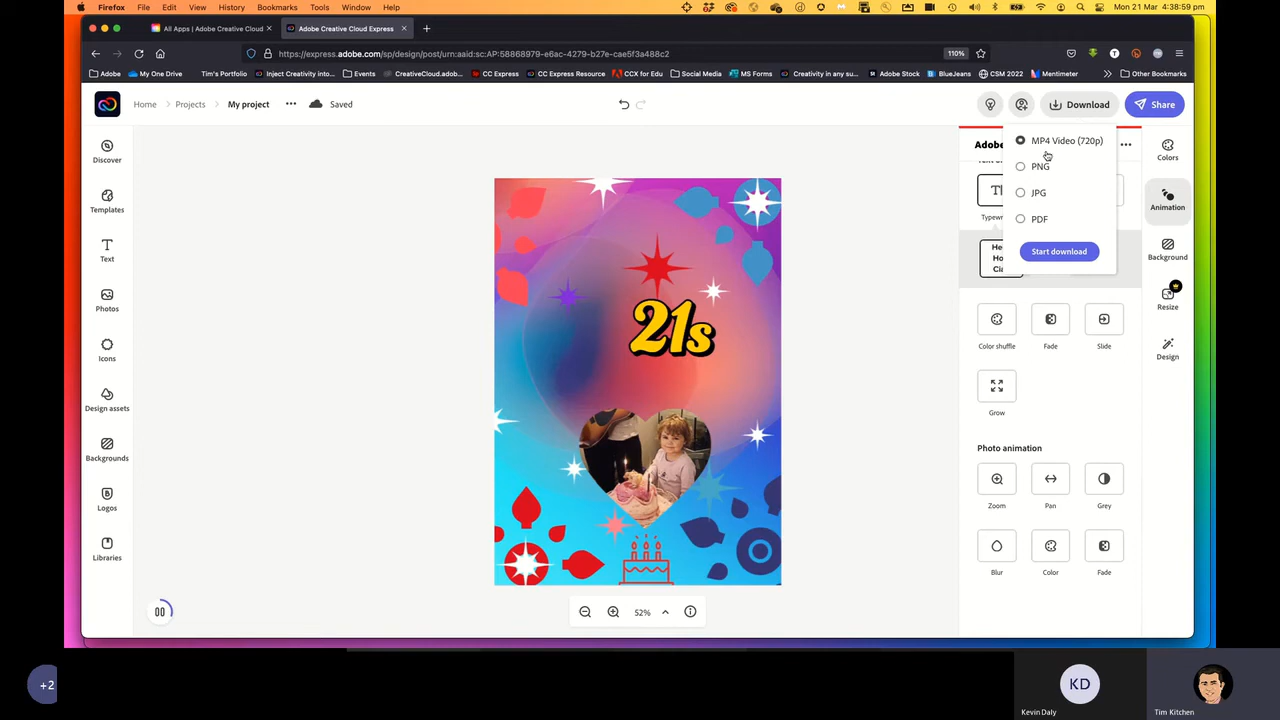 Firefox File Edit View History Bookmarks Tools Window Help
Mon 21 Mar 4:38:59 pm
All Apps | Adobe Creative Cloud
Adobe Creative Cloud Express
https://express.adobe.com/sp/design/post/urn:aaid:sc:AP:58868979-e6ac-4279-b27e-cae5f3a488c2
110%
Adobe My One Drive Tim's Portfolio Inject Creativity into... Events CreativeCloud.adob... CC Express CC Express Resource CCX for Edu Social Media MS Forms Creativity in any su... Adobe Stock BlueJeans CSM 2022 Mentimeter Other Bookmarks
Home Projects My project Saved
Download Share
Discover
Templates
Text
Photos
Icons
Design assets
Backgrounds
Logos
Libraries
21s
52%
Adobe
MP4 Video (720p)
PNG
JPG
PDF
Start download
Color shuffle Fade Slide
Grow
Photo animation
Zoom Pan Grey
Blur Color Fade
Colors
Animation
Background
Resize
Design
+2
KD
Kevin Daly
Tim Kitchen